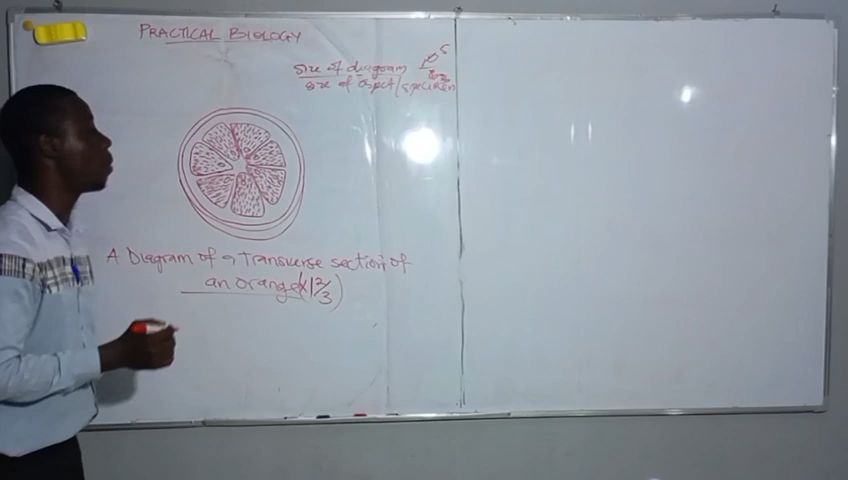 PRACTICAL BIOLOGY
size of diagram
size of object/specimen
A Diagram of a Transverse section of
an orange (x1 2/3)